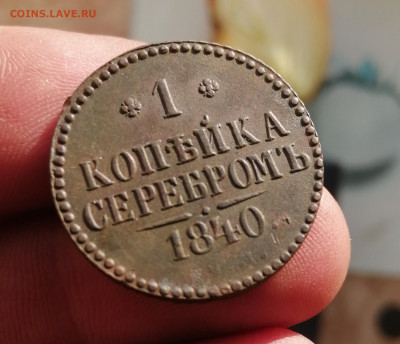 COINS.LAVE.RU
1
КОПѢЙКА
СЕРЕБРОМЪ
1840